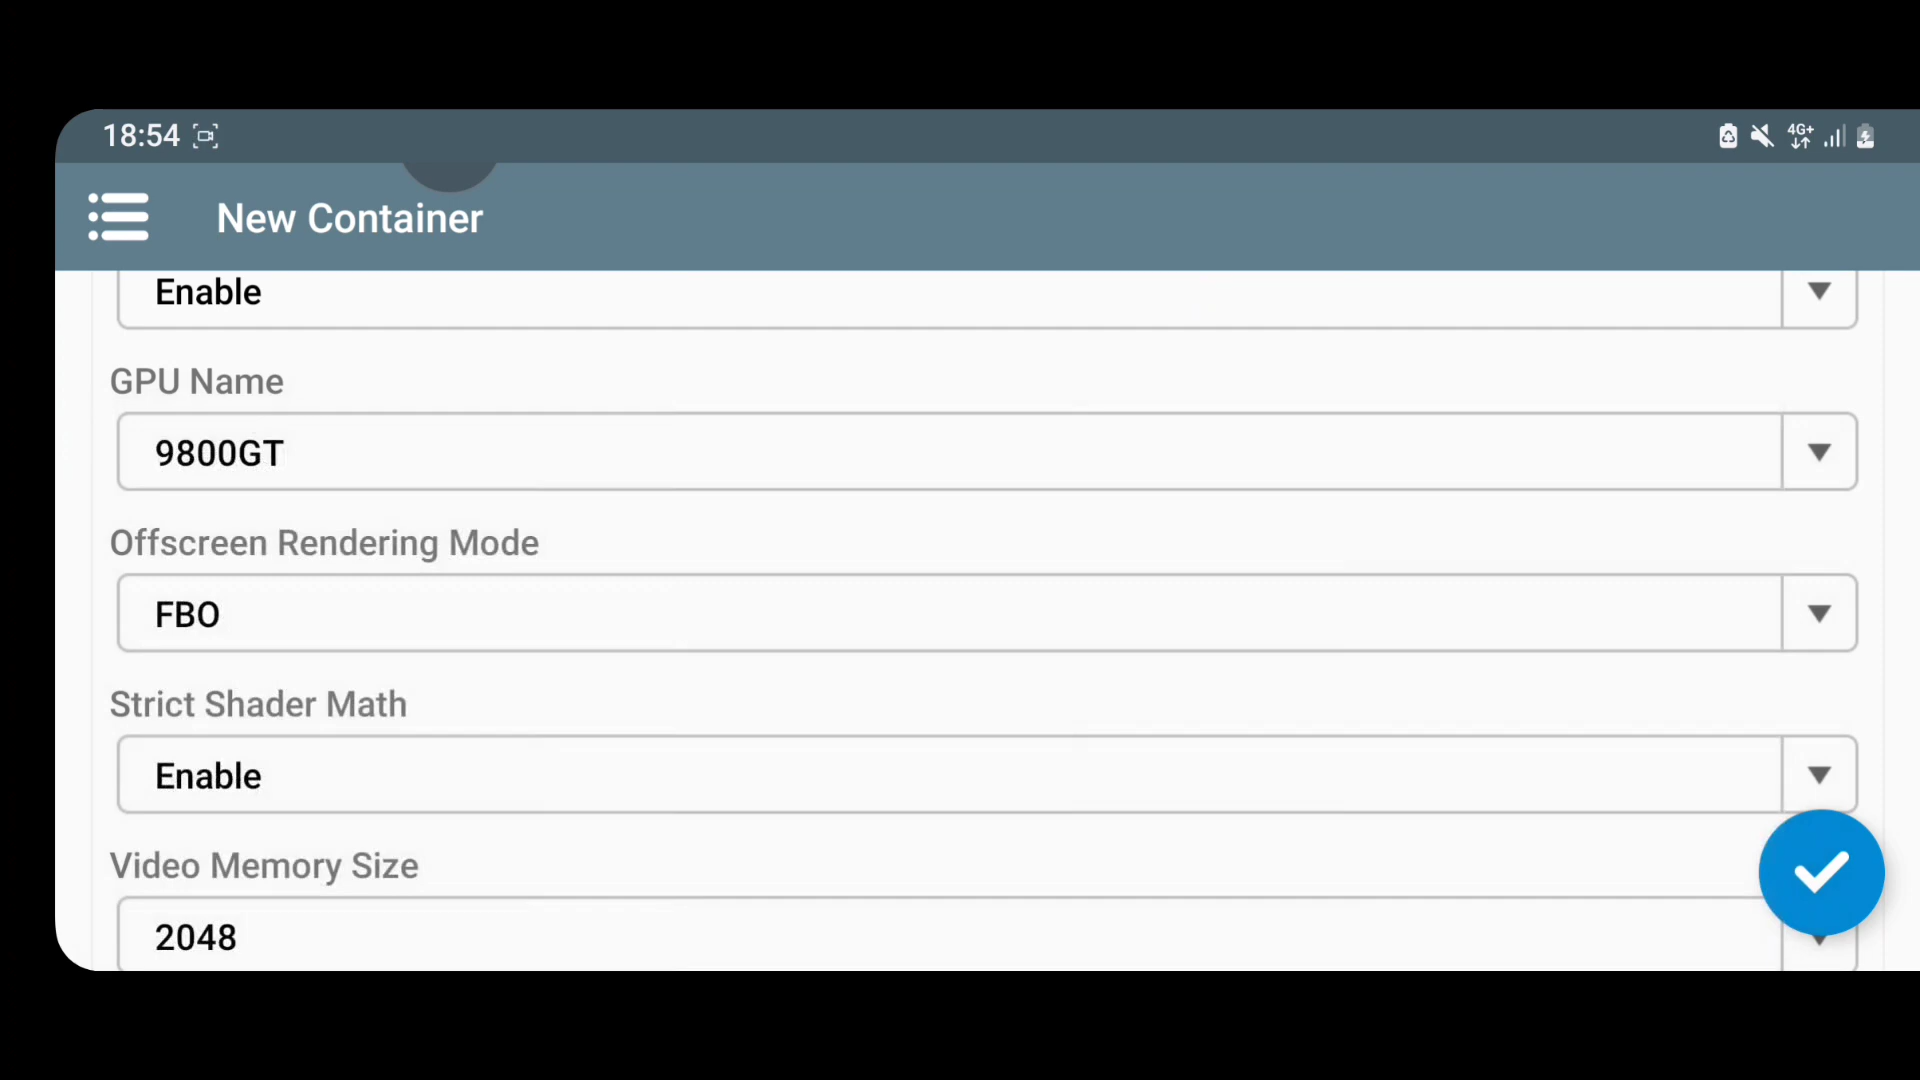 18:54
4G+
New Container
Enable
GPU Name
9800GT
Offscreen Rendering Mode
FBO
Strict Shader Math
Enable
Video Memory Size
2048